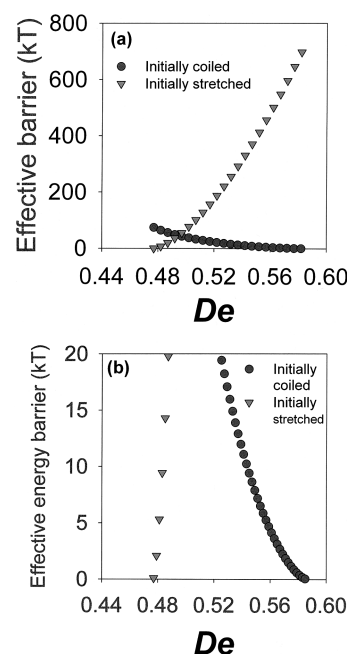 (a)
Initially coiled
Initially stretched
Effective barrier (kT)
800
600
400
200
0
0.44 0.48 0.52 0.56 0.60
De
(b)
Initially
coiled
Initially
stretched
Effective energy barrier (kT)
20
15
10
5
0
0.44 0.48 0.52 0.56 0.60
De